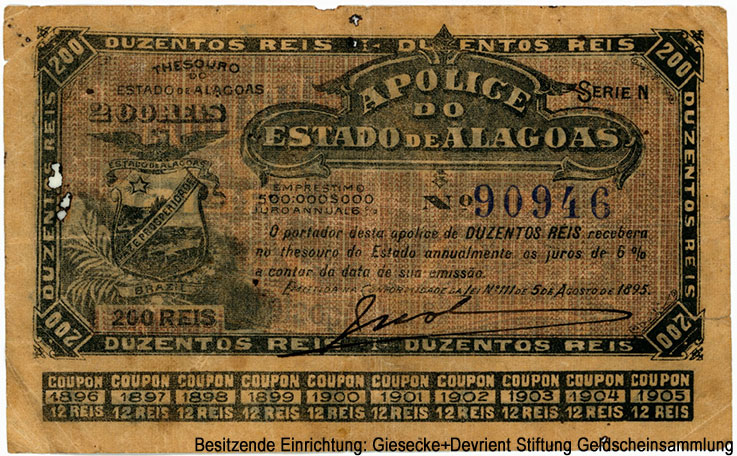 DUZENTOS REIS DUZENTOS REIS
200
200
THESOURO
DO
ESTADO DE ALAGOAS
200 REIS
APOLICE
DO
ESTADO DE ALAGOAS
SERIE N
ESTADO DE ALAGOAS
BRAZIL
200 REIS
EMPRESTIMO
500:000$000
JURO ANNUAL 6%
Nº 90946
O portador desta apolice de DUZENTOS REIS, recebera
no thesouro do Estado annualmente os juros de 6%
a contar da data de sua emissão.
EMITTIDA NA CONFORMIDADE DA LEI Nº 111 DE 5 DE AGOSTO DE 1895.
DUZENTOS REIS
DUZENTOS REIS
200
200
DUZENTOS REIS DUZENTOS REIS
COUPON COUPON COUPON COUPON COUPON COUPON COUPON COUPON COUPON COUPON
1896 1897 1898 1899 1900 1901 1902 1903 1904 1905
12 REIS 12 REIS 12 REIS 12 REIS 12 REIS 12 REIS 12 REIS 12 REIS 12 REIS 12 REIS
Besitzende Einrichtung: Giesecke+Devrient Stiftung Geldscheinsammlung